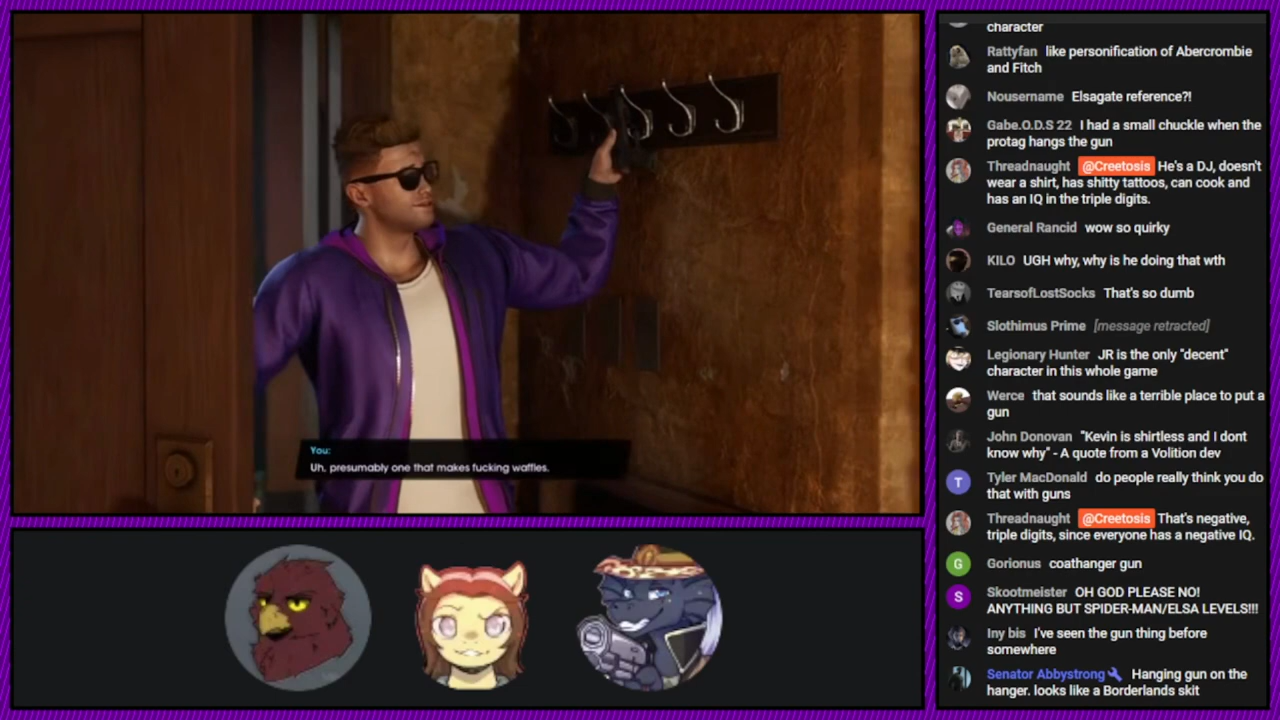 You:
Uh, presumably one that makes fucking waffles.
character
Rattyfan like personification of Abercrombie
and Fitch
Nousername Elsagate reference?!
Gabe.O.D.S 22 I had a small chuckle when the
protag hangs the gun
Threadnaught @Creetosis He's a DJ, doesn't
wear a shirt, has shitty tattoos, can cook and
has an IQ in the triple digits.
General Rancid wow so quirky
KILO UGH why, why is he doing that wth
TearsofLostSocks That's so dumb
Slothimus Prime [message retracted]
Legionary Hunter JR is the only "decent"
character in this whole game
Werce that sounds like a terrible place to put a
gun
John Donovan "Kevin is shirtless and I dont
know why" - A quote from a Volition dev
T Tyler MacDonald do people really think you do
that with guns
Threadnaught @Creetosis That's negative,
triple digits, since everyone has a negative IQ.
G Gorionus coathanger gun
S Skootmeister OH GOD PLEASE NO!
ANYTHING BUT SPIDER-MAN/ELSA LEVELS!!!
Iny bis I've seen the gun thing before
somewhere
Senator Abbystrong Hanging gun on the
hanger. looks like a Borderlands skit